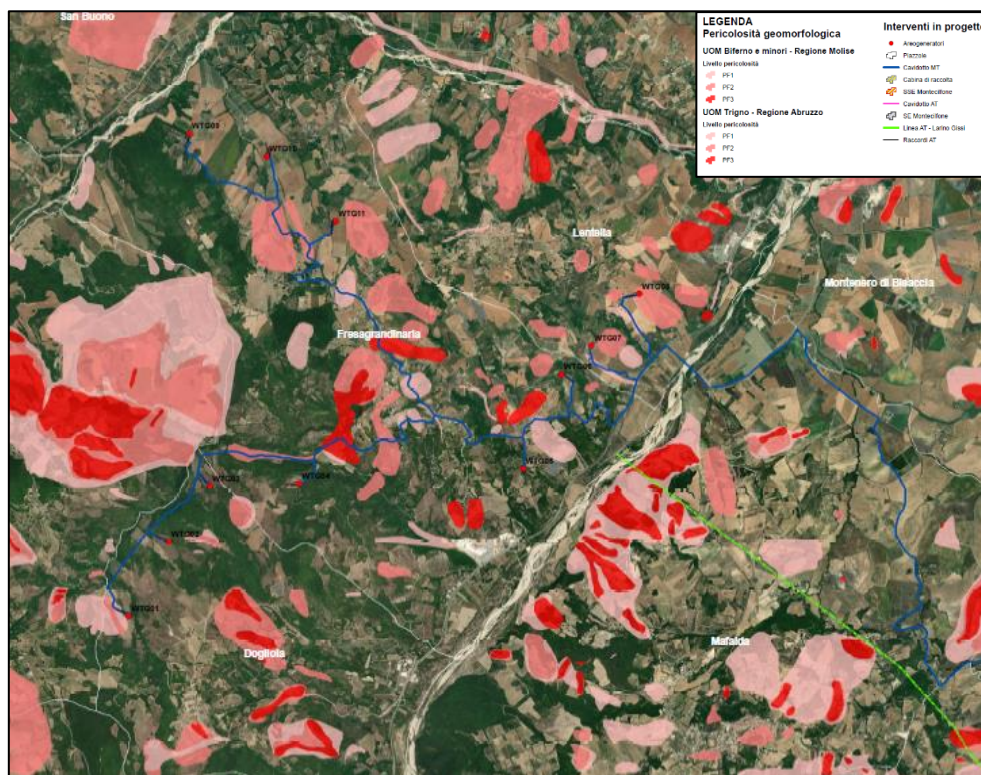 San Buono
LEGENDA
Pericolosità geomorfologica
UOM Biferno e minori - Regione Molise
Livello pericolosità
PF1
PF2
PF3
UOM Trigno - Regione Abruzzo
Livello pericolosità
PF1
PF2
PF3
Interventi in progetto
Areogeneratori
Piazzole
Cavidotto MT
Cabina di raccolta
SSE Montecilfone
Cavidotto AT
SE Montecilfone
Linea AT - Larino Gissi
Raccordi AT
WTG09
WTG10
WTG11
Lentella
Montenero di Bisaccia
WTG08
Fresagrandinaria
WTG07
WTG06
WTG05
WTG03
WTG04
WTG02
WTG01
Dogliola
Mafalda